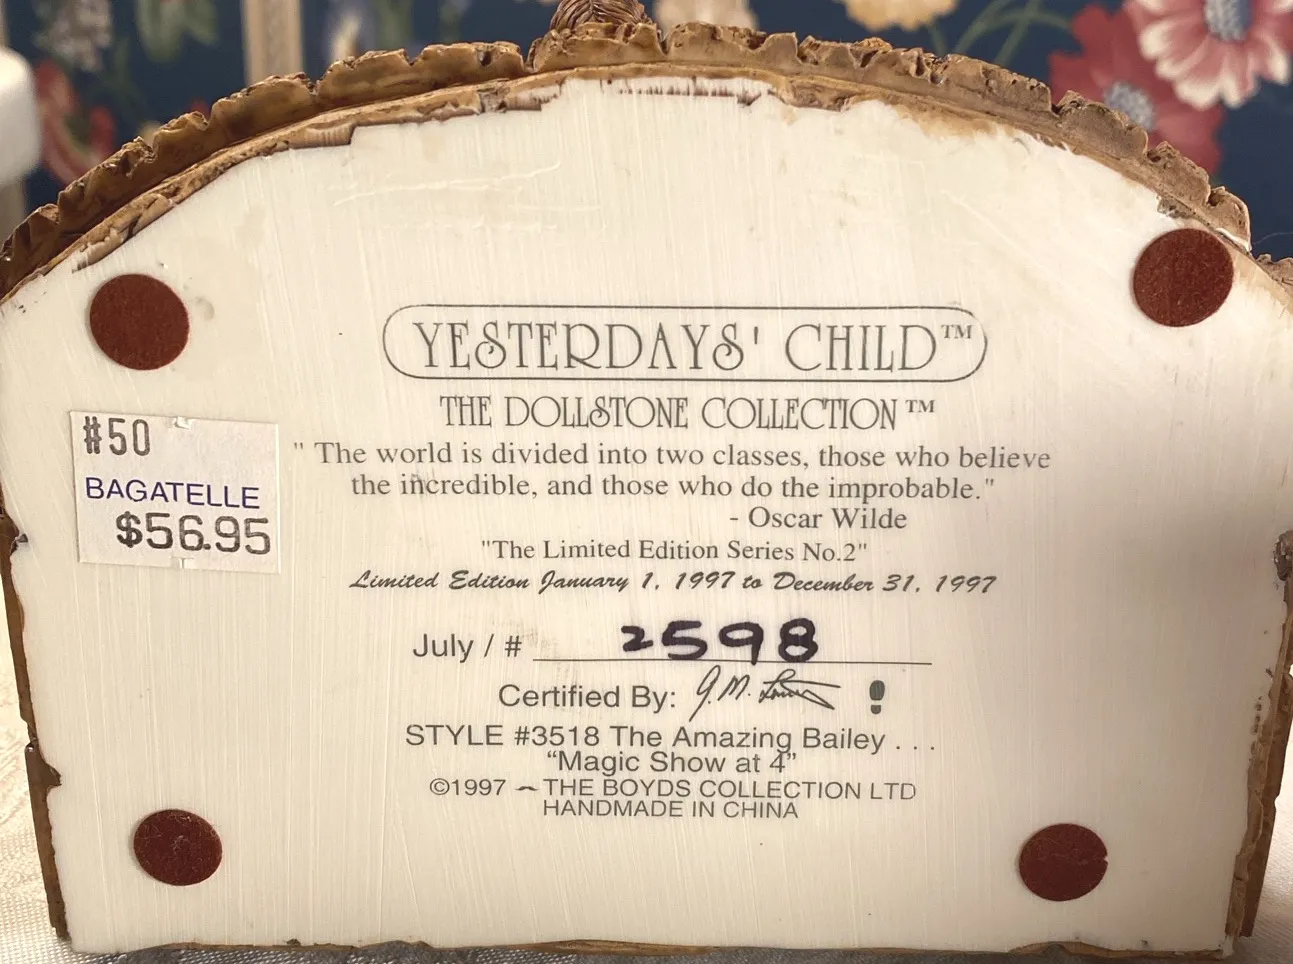 YESTERDAYS' CHILD™
THE DOLLSTONE COLLECTION™
#50
BAGATELLE
$56.95
" The world is divided into two classes, those who believe
the incredible, and those who do the improbable."
- Oscar Wilde
"The Limited Edition Series No.2"
Limited Edition January 1, 1997 to December 31, 1997
July / # 2598
Certified By: G.M. Lowen
STYLE #3518 The Amazing Bailey . . .
“Magic Show at 4”
©1997 THE BOYDS COLLECTION LTD
HANDMADE IN CHINA